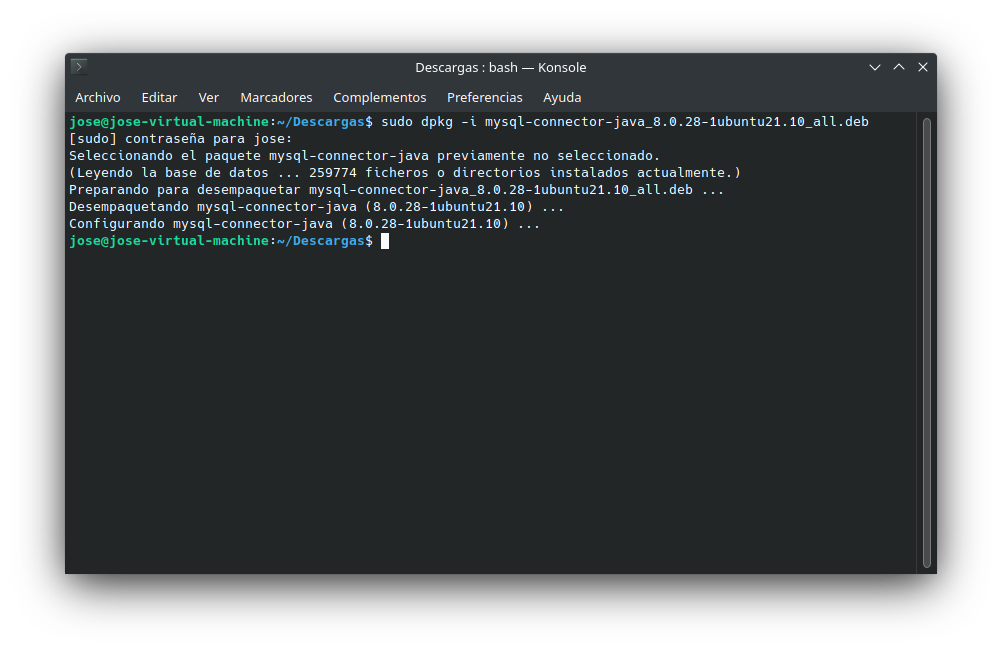 Descargas : bash — Konsole
Archivo Editar Ver Marcadores Complementos Preferencias Ayuda
jose@jose-virtual-machine:~/Descargas$ sudo dpkg -i mysql-connector-java_8.0.28-1ubuntu21.10_all.deb
[sudo] contraseña para jose:
Seleccionando el paquete mysql-connector-java previamente no seleccionado.
(Leyendo la base de datos ... 259774 ficheros o directorios instalados actualmente.)
Preparando para desempaquetar mysql-connector-java_8.0.28-1ubuntu21.10_all.deb ...
Desempaquetando mysql-connector-java (8.0.28-1ubuntu21.10) ...
Configurando mysql-connector-java (8.0.28-1ubuntu21.10) ...
jose@jose-virtual-machine:~/Descargas$